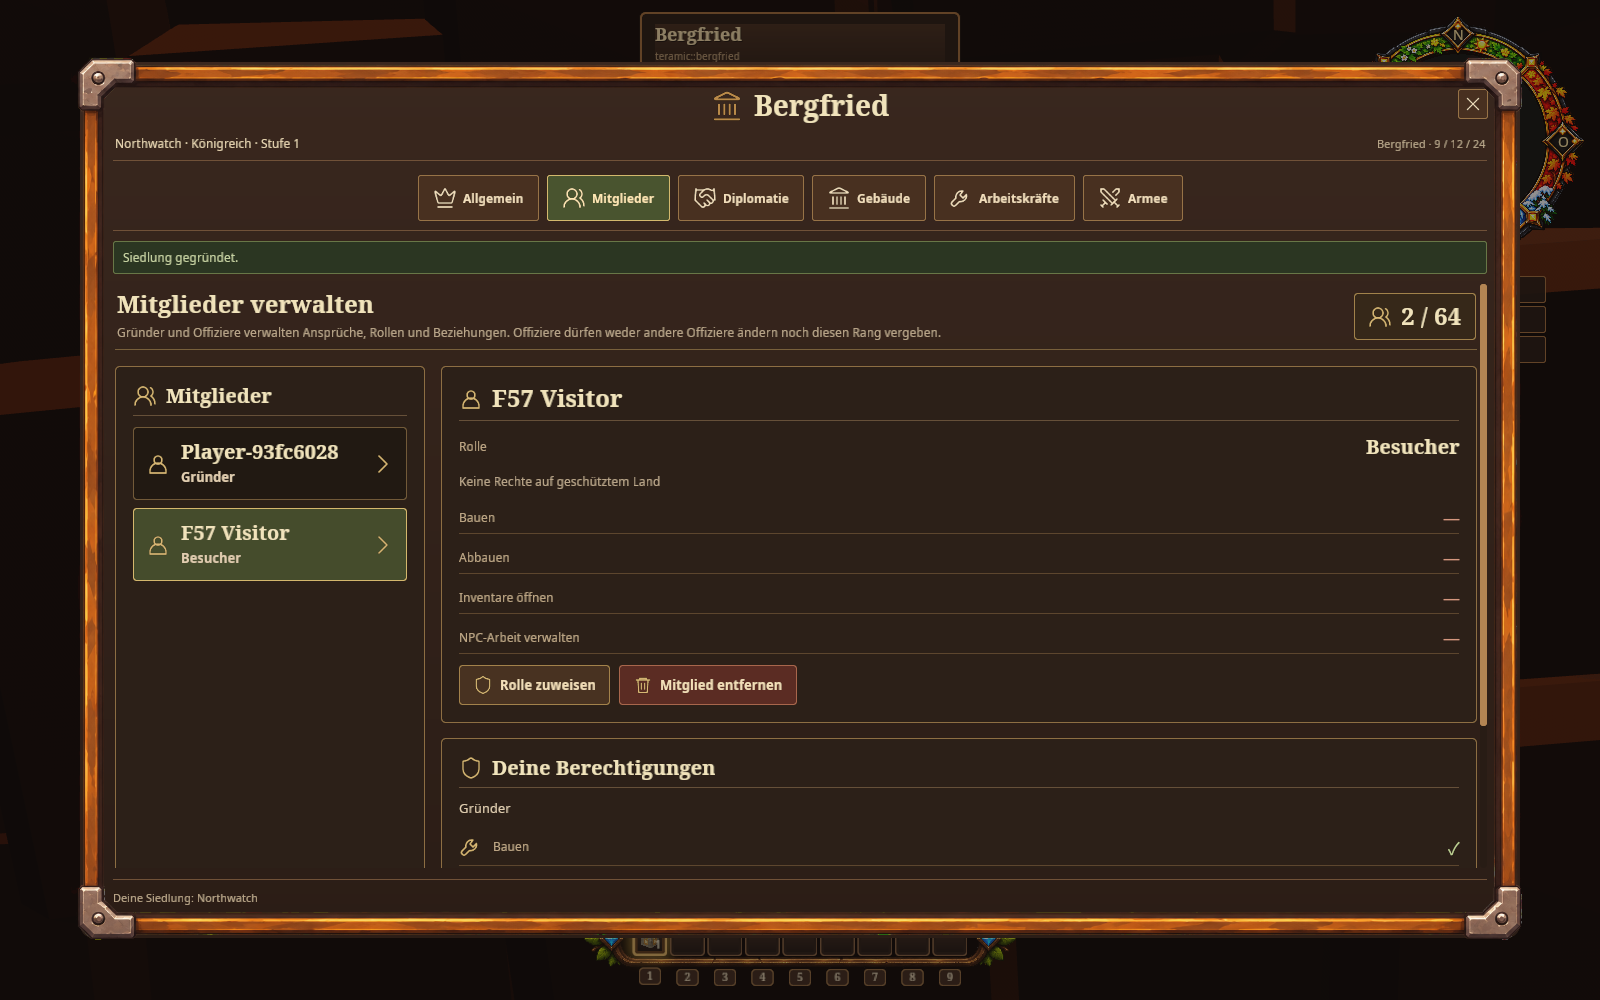 Bergfried
teramic::bergfried
N
Bergfried
Northwatch · Königreich · Stufe 1
Bergfried · 9 / 12 / 24
O
Allgemein
Mitglieder
Diplomatie
Gebäude
Arbeitskräfte
Armee
Siedlung gegründet.
Mitglieder verwalten
Gründer und Offiziere verwalten Ansprüche, Rollen und Beziehungen. Offiziere dürfen weder andere Offiziere ändern noch diesen Rang vergeben.
2 / 64
Mitglieder
Player-93fc6028
Gründer
F57 Visitor
Besucher
F57 Visitor
Rolle
Besucher
Keine Rechte auf geschütztem Land
Bauen
—
Abbauen
—
Inventare öffnen
—
NPC-Arbeit verwalten
—
Rolle zuweisen
Mitglied entfernen
Deine Berechtigungen
Gründer
Bauen
✓
Deine Siedlung: Northwatch
1 2 3 4 5 6 7 8 9